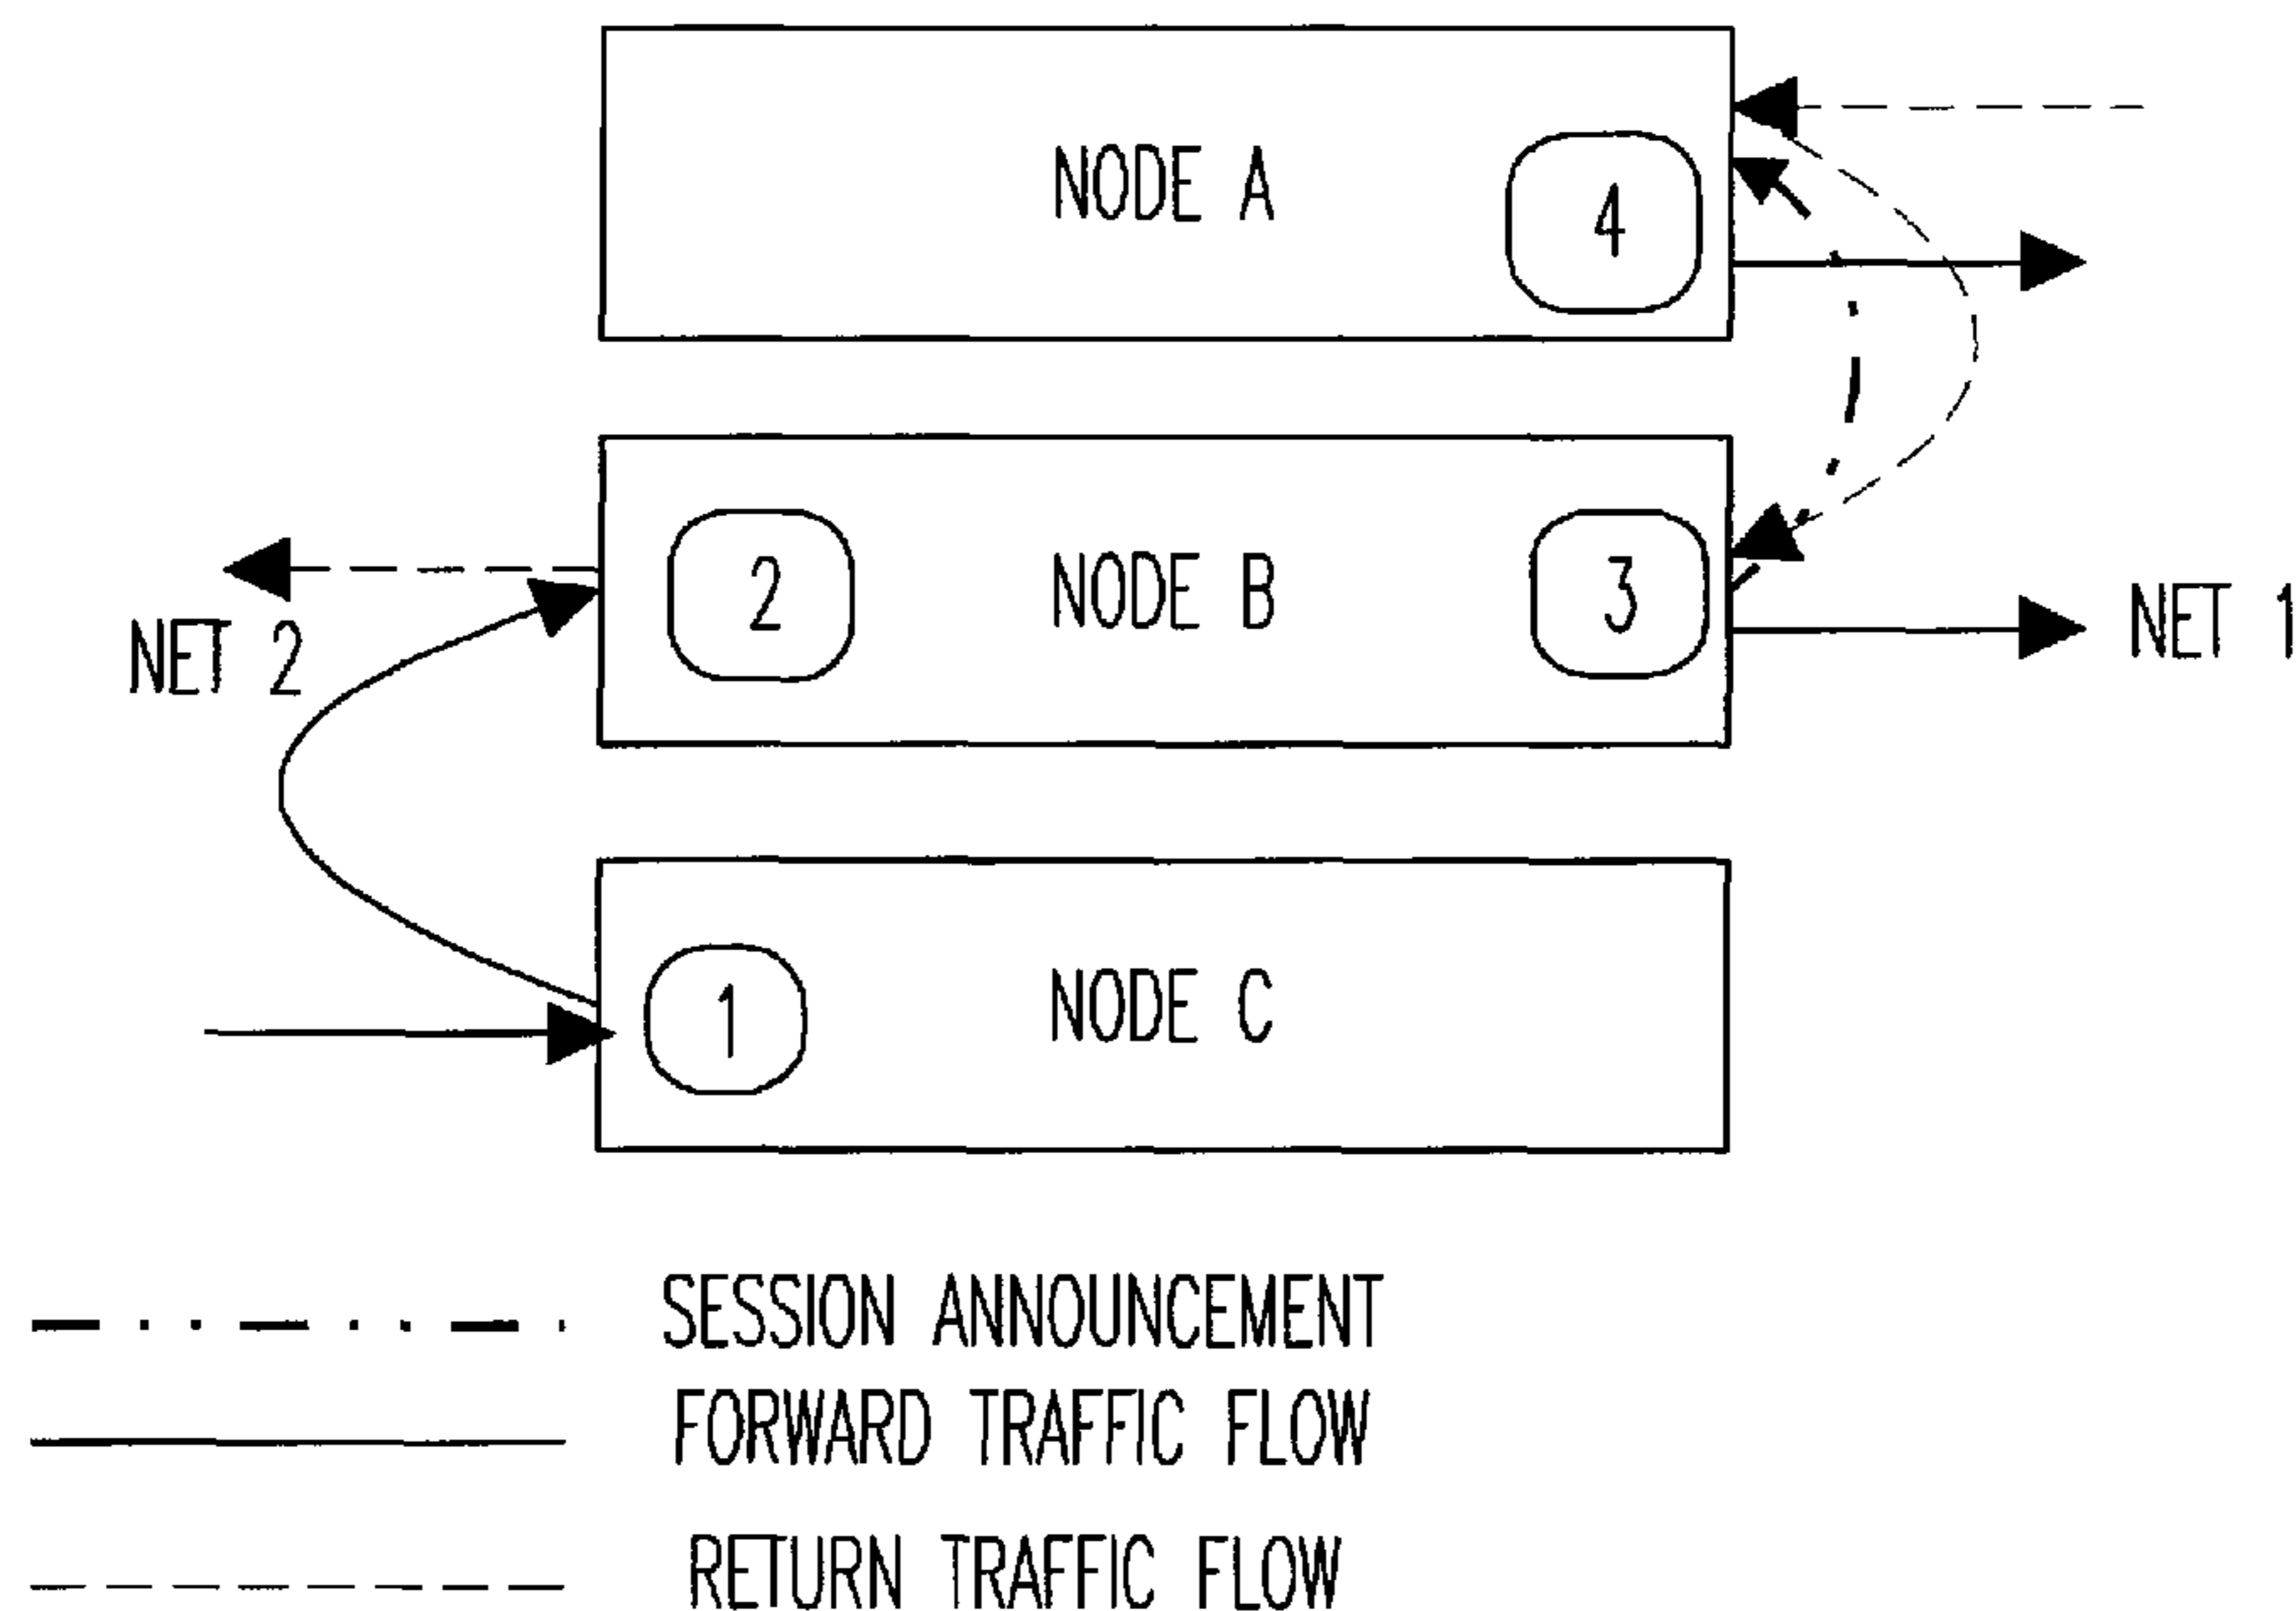 NODE A
4
2
NODE B
3
NET 2
NET 1
1
NODE C
SESSION ANNOUNCEMENT
FORWARD TRAFFIC FLOW
RETURN TRAFFIC FLOW